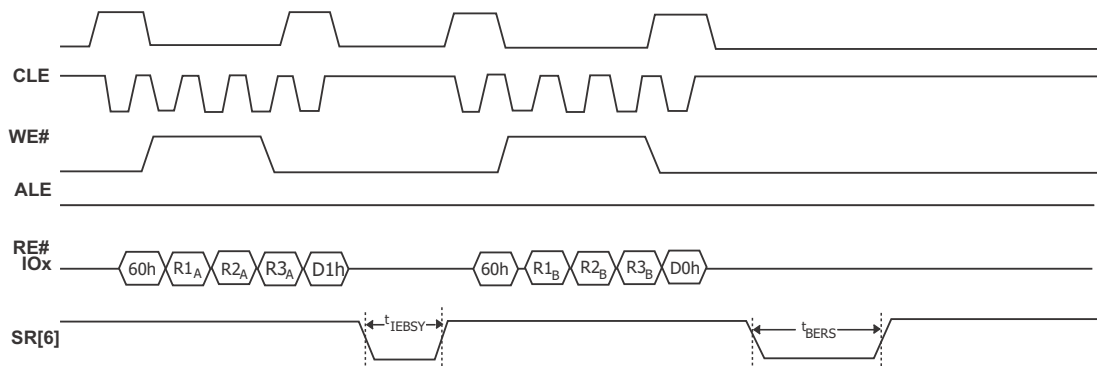 CLE
WE#
ALE
RE#
IOx 60h R1A R2A R3A D1h 60h R1B R2B R3B D0h
SR[6] tIEBSY tBERS